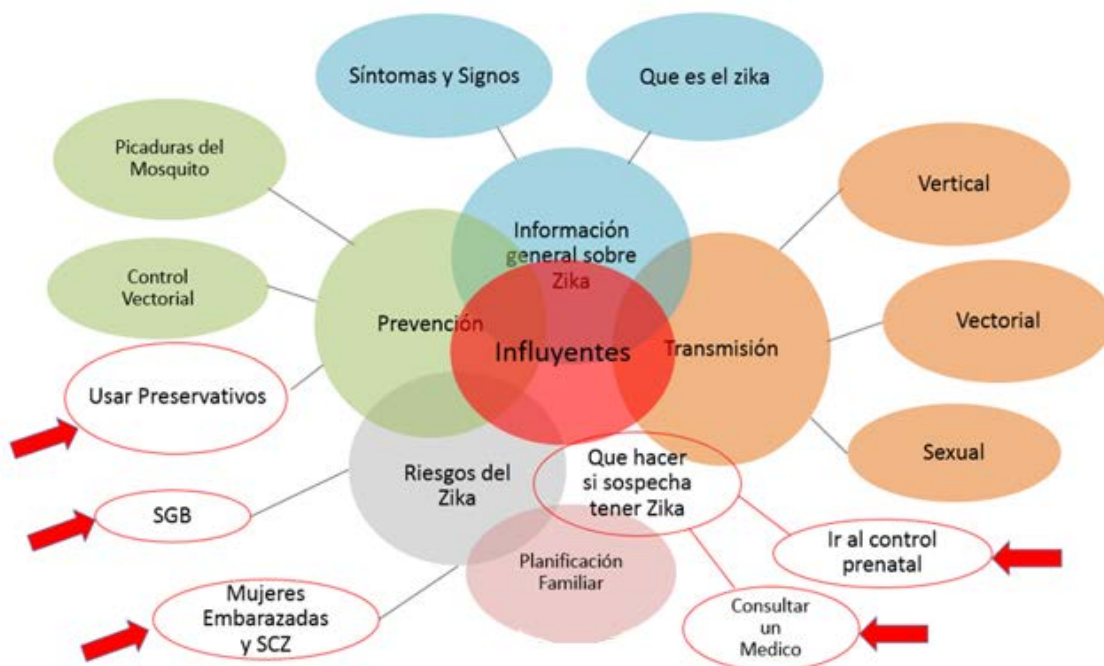 Síntomas y Signos
Que es el zika
Picaduras del
Mosquito
Vertical
Información
general sobre
Zika
Control
Vectorial
Prevención
Influyentes
Transmisión
Vectorial
Usar Preservativos
Sexual
Riesgos del
Zika
Que hacer
si sospecha
tener Zika
SGB
Ir al control
prenatal
Planificación
Familiar
Mujeres
Embarazadas
y SCZ
Consultar
un
Medico